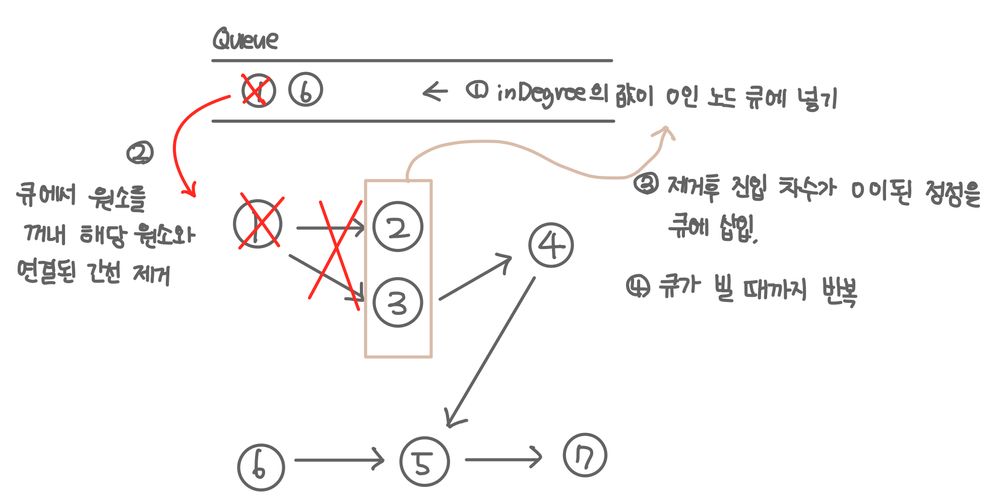 Queue
1 6 ← ① inDegree의 값이 0인 노드 큐에 넣기
②
큐에서 원소를
꺼내 해당 원소와
연결된 간선 제거
③ 제거후 진입 차수가 0이된 정점을
큐에 삽입.
④ 큐가 빌 때까지 반복
1
2
3
4
6
5
7